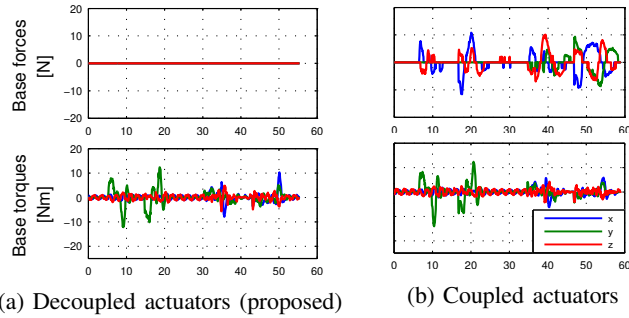 Base forces
[N]
20
10
0
−10
−20
0 10 20 30 40 50 60
0 10 20 30 40 50 60
Base torques
[Nm]
20
10
0
−10
−20
0 10 20 30 40 50 60
0 10 20 30 40 50 60
x
y
z
(a) Decoupled actuators (proposed)
(b) Coupled actuators